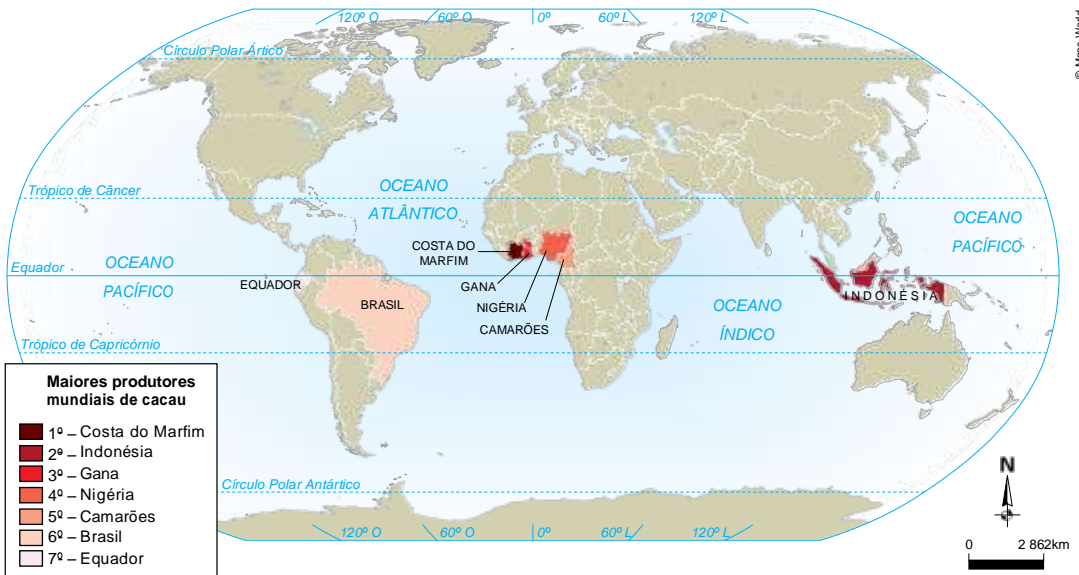 120º O 60º O 0º 60º L 120º L
© Maps World
Círculo Polar Ártico
Trópico de Câncer
OCEANO
ATLÂNTICO
OCEANO
PACÍFICO
COSTA DO
MARFIM
Equador
OCEANO
PACÍFICO
EQUADOR
GANA
BRASIL
NIGÉRIA
CAMARÕES
INDONÉSIA
OCEANO
ÍNDICO
Trópico de Capricórnio
Maiores produtores
mundiais de cacau
1º – Costa do Marfim
2º – Indonésia
3º – Gana
4º – Nigéria
5º – Camarões
6º – Brasil
7º – Equador
Círculo Polar Antártico
N
120º O 60º O 0º 60º L 120º L
0 2 862km